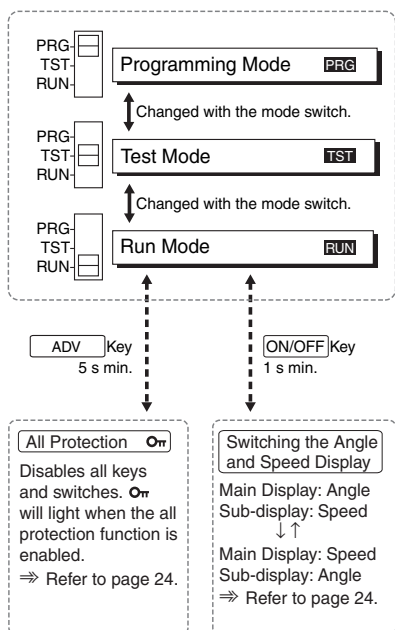 PRG
TST
RUN
Programming Mode PRG
Changed with the mode switch.
PRG
TST
RUN
Test Mode TST
Changed with the mode switch.
PRG
TST
RUN
Run Mode RUN
ADV Key
5 s min.
ON/OFF Key
1 s min.
All Protection
Disables all keys
and switches.
will light when the all
protection function is
enabled.
⇒ Refer to page 24.
Switching the Angle
and Speed Display
Main Display: Angle
Sub-display: Speed
↓↑
Main Display: Speed
Sub-display: Angle
⇒ Refer to page 24.